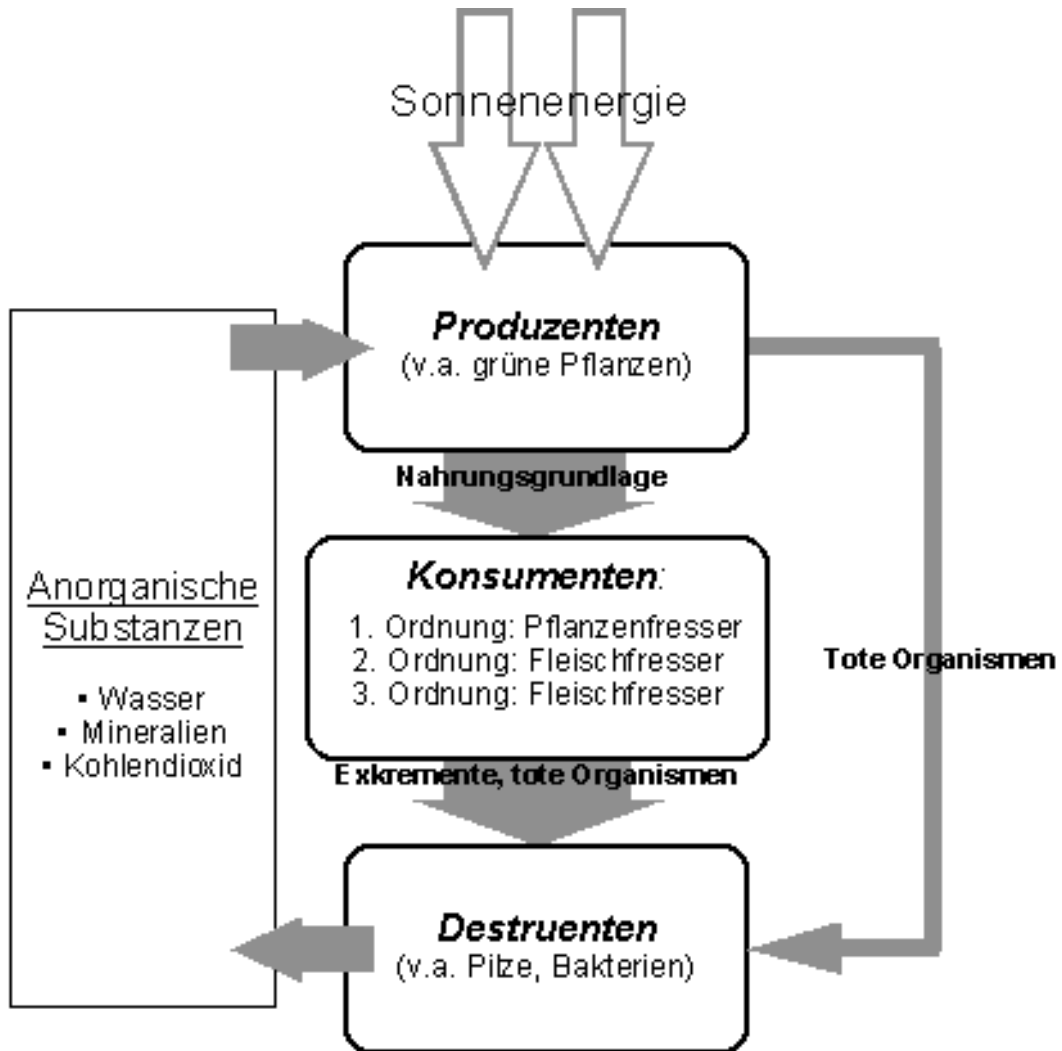 Sonnenenergie
Produzenten
(v.a. grüne Pflanzen)
Nahrungsgrundlage
Konsumenten:
1. Ordnung: Pflanzenfresser
2. Ordnung: Fleischfresser
3. Ordnung: Fleischfresser
Exkremente, tote Organismen
Destruenten
(v.a. Pilze, Bakterien)
Anorganische
Substanzen
▪ Wasser
▪ Mineralien
▪ Kohlendioxid
Tote Organismen